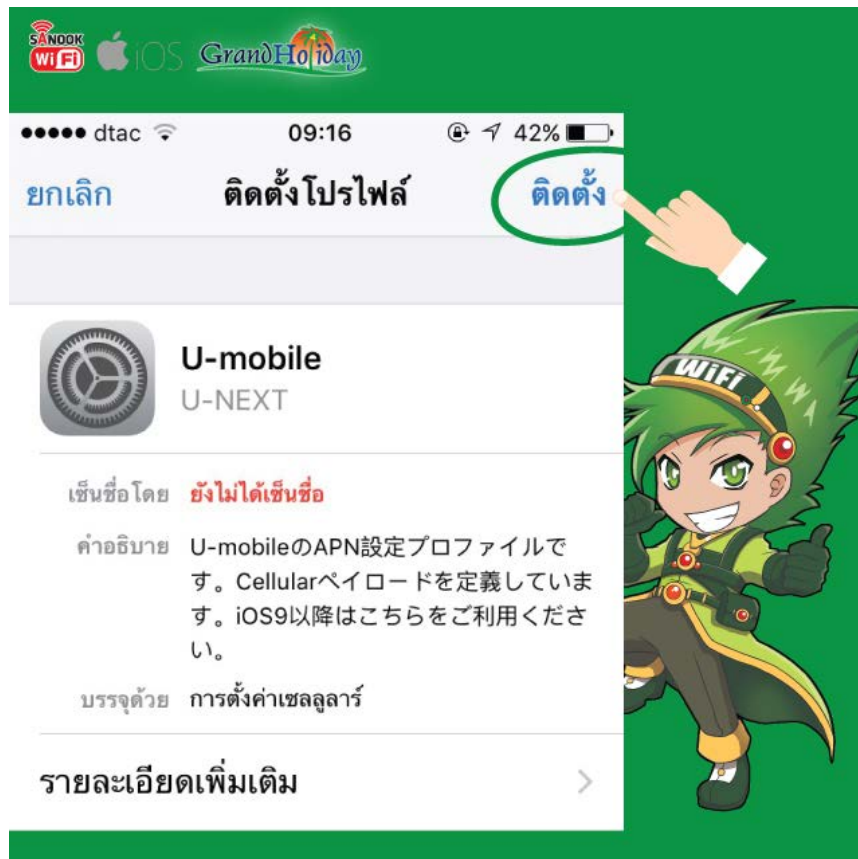 SANOOK
WiFi
iOS
GrandHoliday
dtac 09:16 42%
ยกเลิก ติดตั้งโปรไฟล์ ติดตั้ง
U-mobile
U-NEXT
เซ็นชื่อโดย ยังไม่ได้เซ็นชื่อ
คำอธิบาย U-mobileのAPN設定プロファイルで
す。Cellularペイロードを定義していま
す。iOS9以降はこちらをご利用くださ
い。
บรรจุด้วย การตั้งค่าเซลลูลาร์
รายละเอียดเพิ่มเติม
WiFi